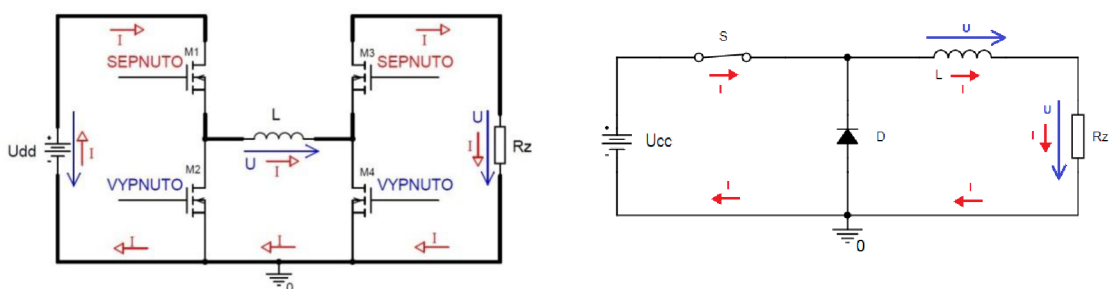 I
I
M1
M3
SEPNUTO
SEPNUTO
L
U
Udd
+
-
I
U
I
I
Rz
M2
M4
VYPNUTO
VYPNUTO
I
I
I
0
S
U
I
L
I
+
-
Ucc
D
I
U
Rz
I
I
0